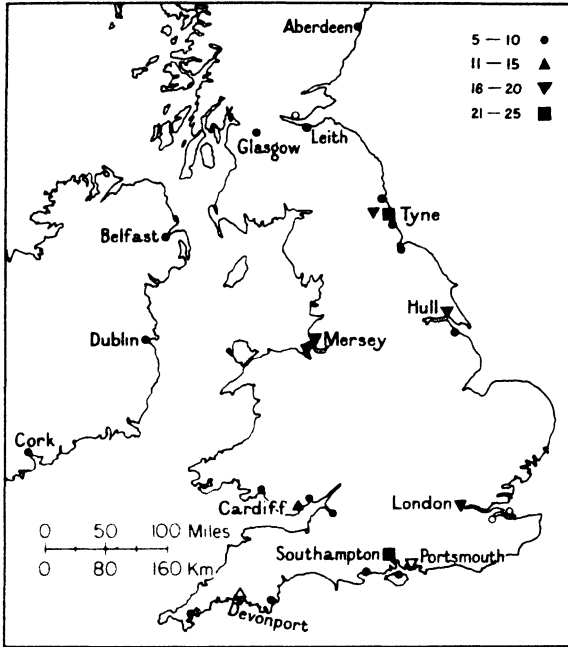 Aberdeen
5 — 10
11 — 15
16 — 20
21 — 25
Glasgow
Leith
Tyne
Belfast
Hull
Dublin
Mersey
Cork
Cardiff
London
0 50 100 Miles
0 80 160 Km
Southampton
Portsmouth
Devonport